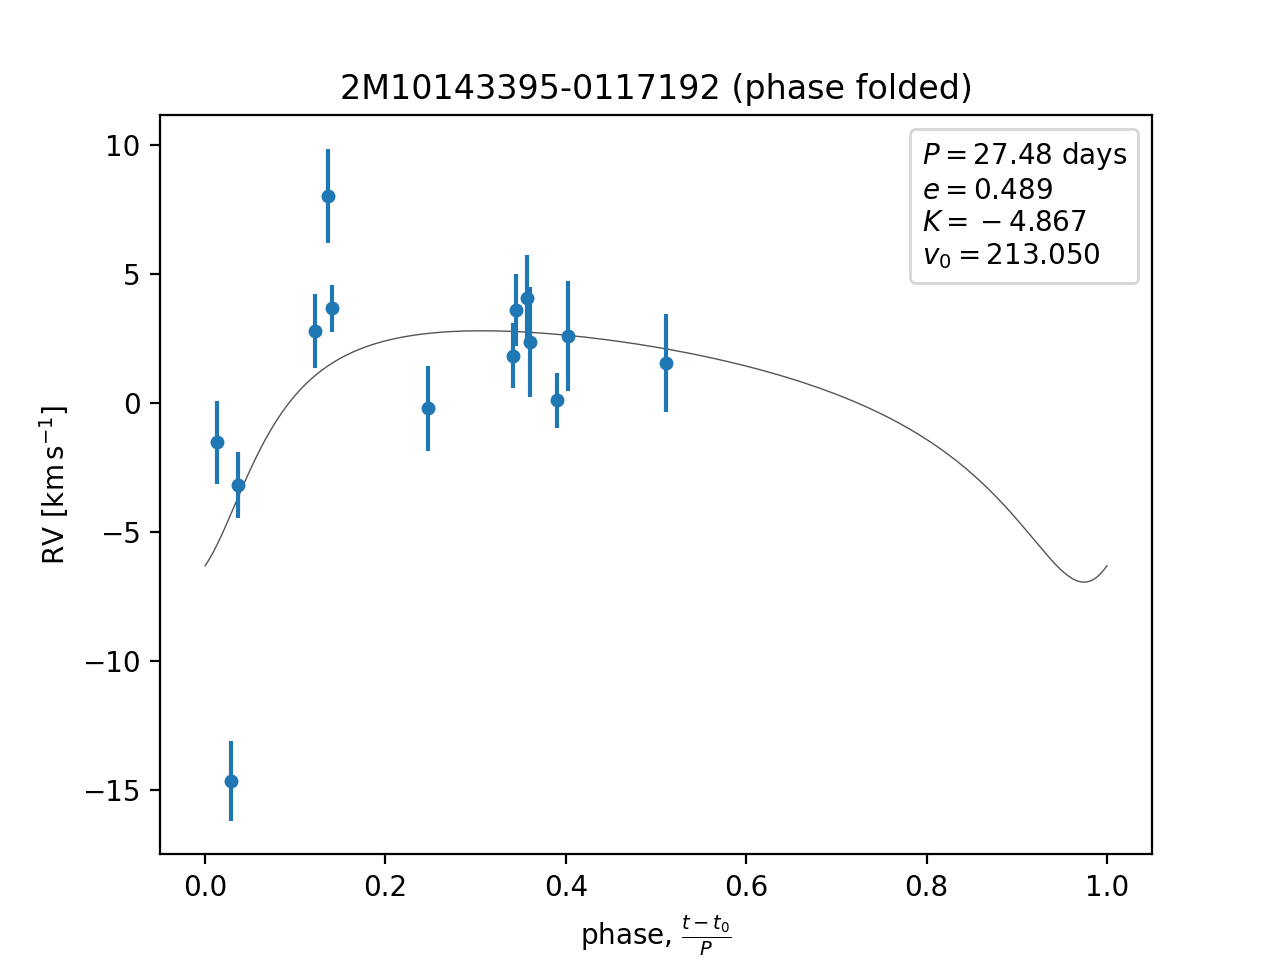 2M10143395-0117192 (phase folded)
P = 27.48 days
e = 0.489
K = −4.867
v₀ = 213.050
RV [km s⁻¹]
10
5
0
−5
−10
−15
0.0 0.2 0.4 0.6 0.8 1.0
phase, (t − t₀)/P